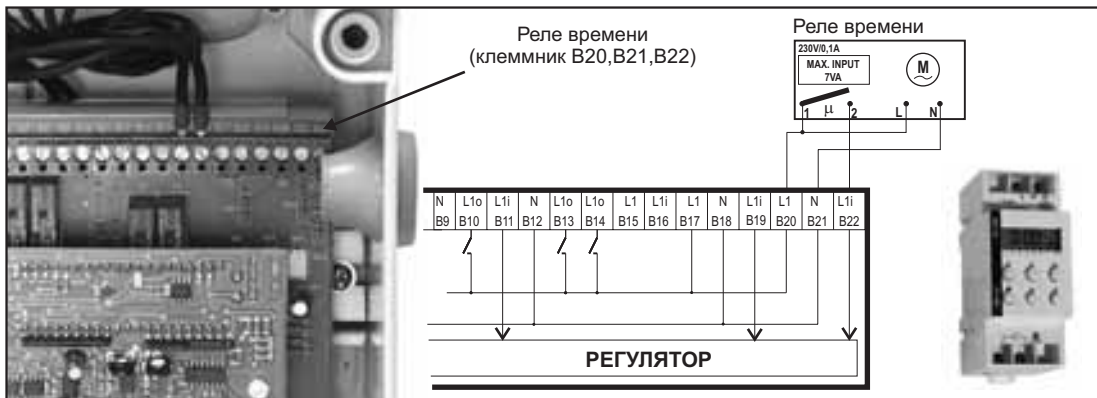 Реле времени
(клеммник B20,B21,B22)
Реле времени
230V/0,1A
MAX. INPUT
7VA
M
1 μ 2 L N
N L1o L1i N L1o L1o L1 L1i L1 N L1i L1 N L1i
B9 B10 B11 B12 B13 B14 B15 B16 B17 B18 B19 B20 B21 B22
РЕГУЛЯТОР